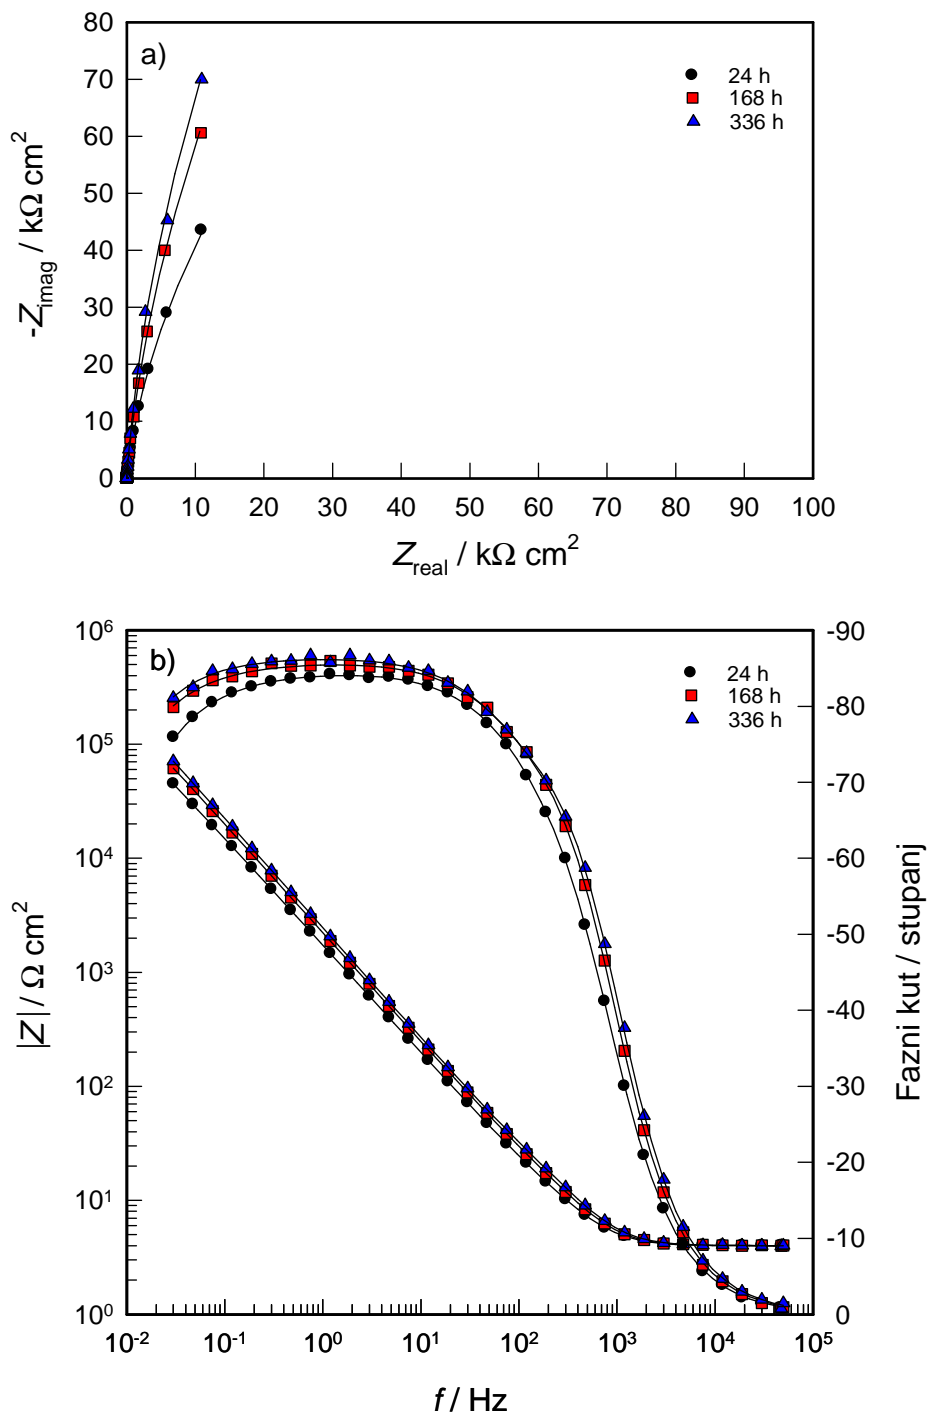 a)
24 h
168 h
336 h
80
70
60
50
40
30
20
10
0
-Z_imag / kΩ cm²
0 10 20 30 40 50 60 70 80 90 100
Z_real / kΩ cm²
b)
24 h
168 h
336 h
10⁶
10⁵
10⁴
10³
10²
10¹
10⁰
|Z| / Ω cm²
-90
-80
-70
-60
-50
-40
-30
-20
-10
0
Fazni kut / stupanj
10⁻² 10⁻¹ 10⁰ 10¹ 10² 10³ 10⁴ 10⁵
f / Hz